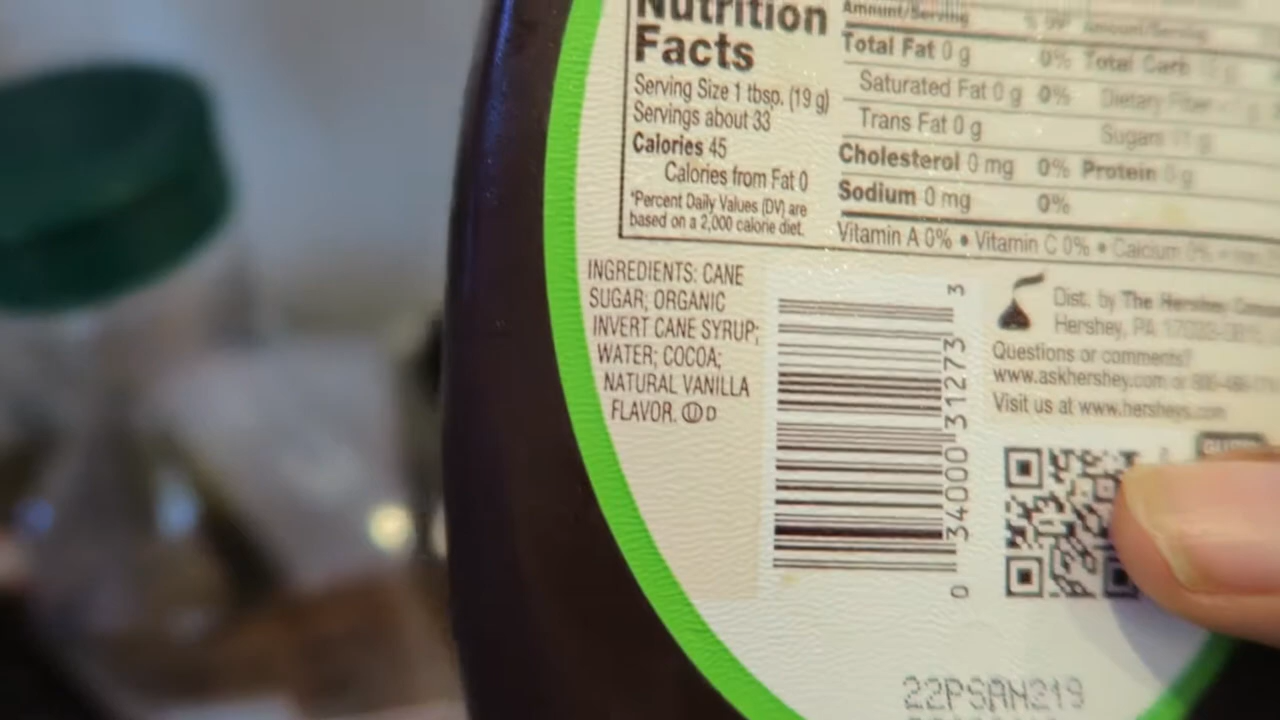 Nutrition
Facts
Serving Size 1 tbsp. (19 g)
Servings about 33
Calories 45
Calories from Fat 0
*Percent Daily Values (DV) are
based on a 2,000 calorie diet.
Amount/Serving
Total Fat 0 g 0% Total Carb
Saturated Fat 0 g 0% Dietary Fiber
Trans Fat 0 g Sugars
Cholesterol 0 mg 0% Protein 0 g
Sodium 0 mg 0%
Vitamin A 0% • Vitamin C 0% • Calcium 0% •
INGREDIENTS: CANE
SUGAR; ORGANIC
INVERT CANE SYRUP;
WATER; COCOA;
NATURAL VANILLA
FLAVOR. Ⓤ D
0 34000 31273 3
Dist. by The Hershey
Hershey, PA
Questions or comments?
www.askhershey.com or
Visit us at www.hersheys.com
22PSAH219